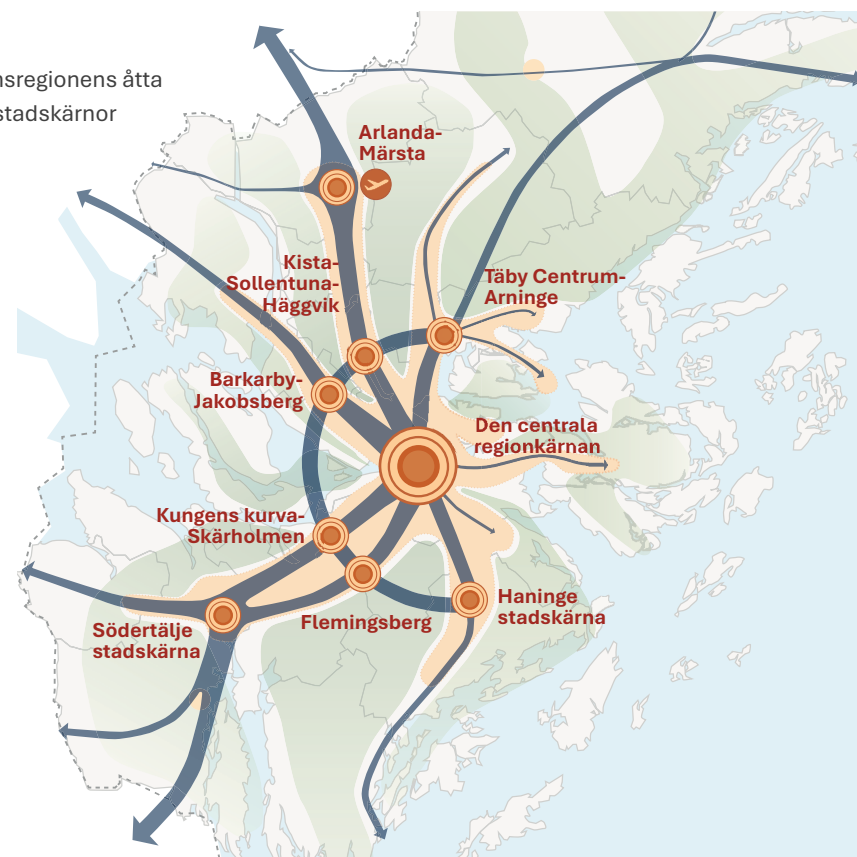 nsregionens åtta
stadskärnor
Arlanda-
Märsta
Kista-
Sollentuna-
Häggvik
Täby Centrum-
Arninge
Barkarby-
Jakobsberg
Den centrala
regionkärnan
Kungens kurva-
Skärholmen
Haninge
stadskärna
Flemingsberg
Södertälje
stadskärna